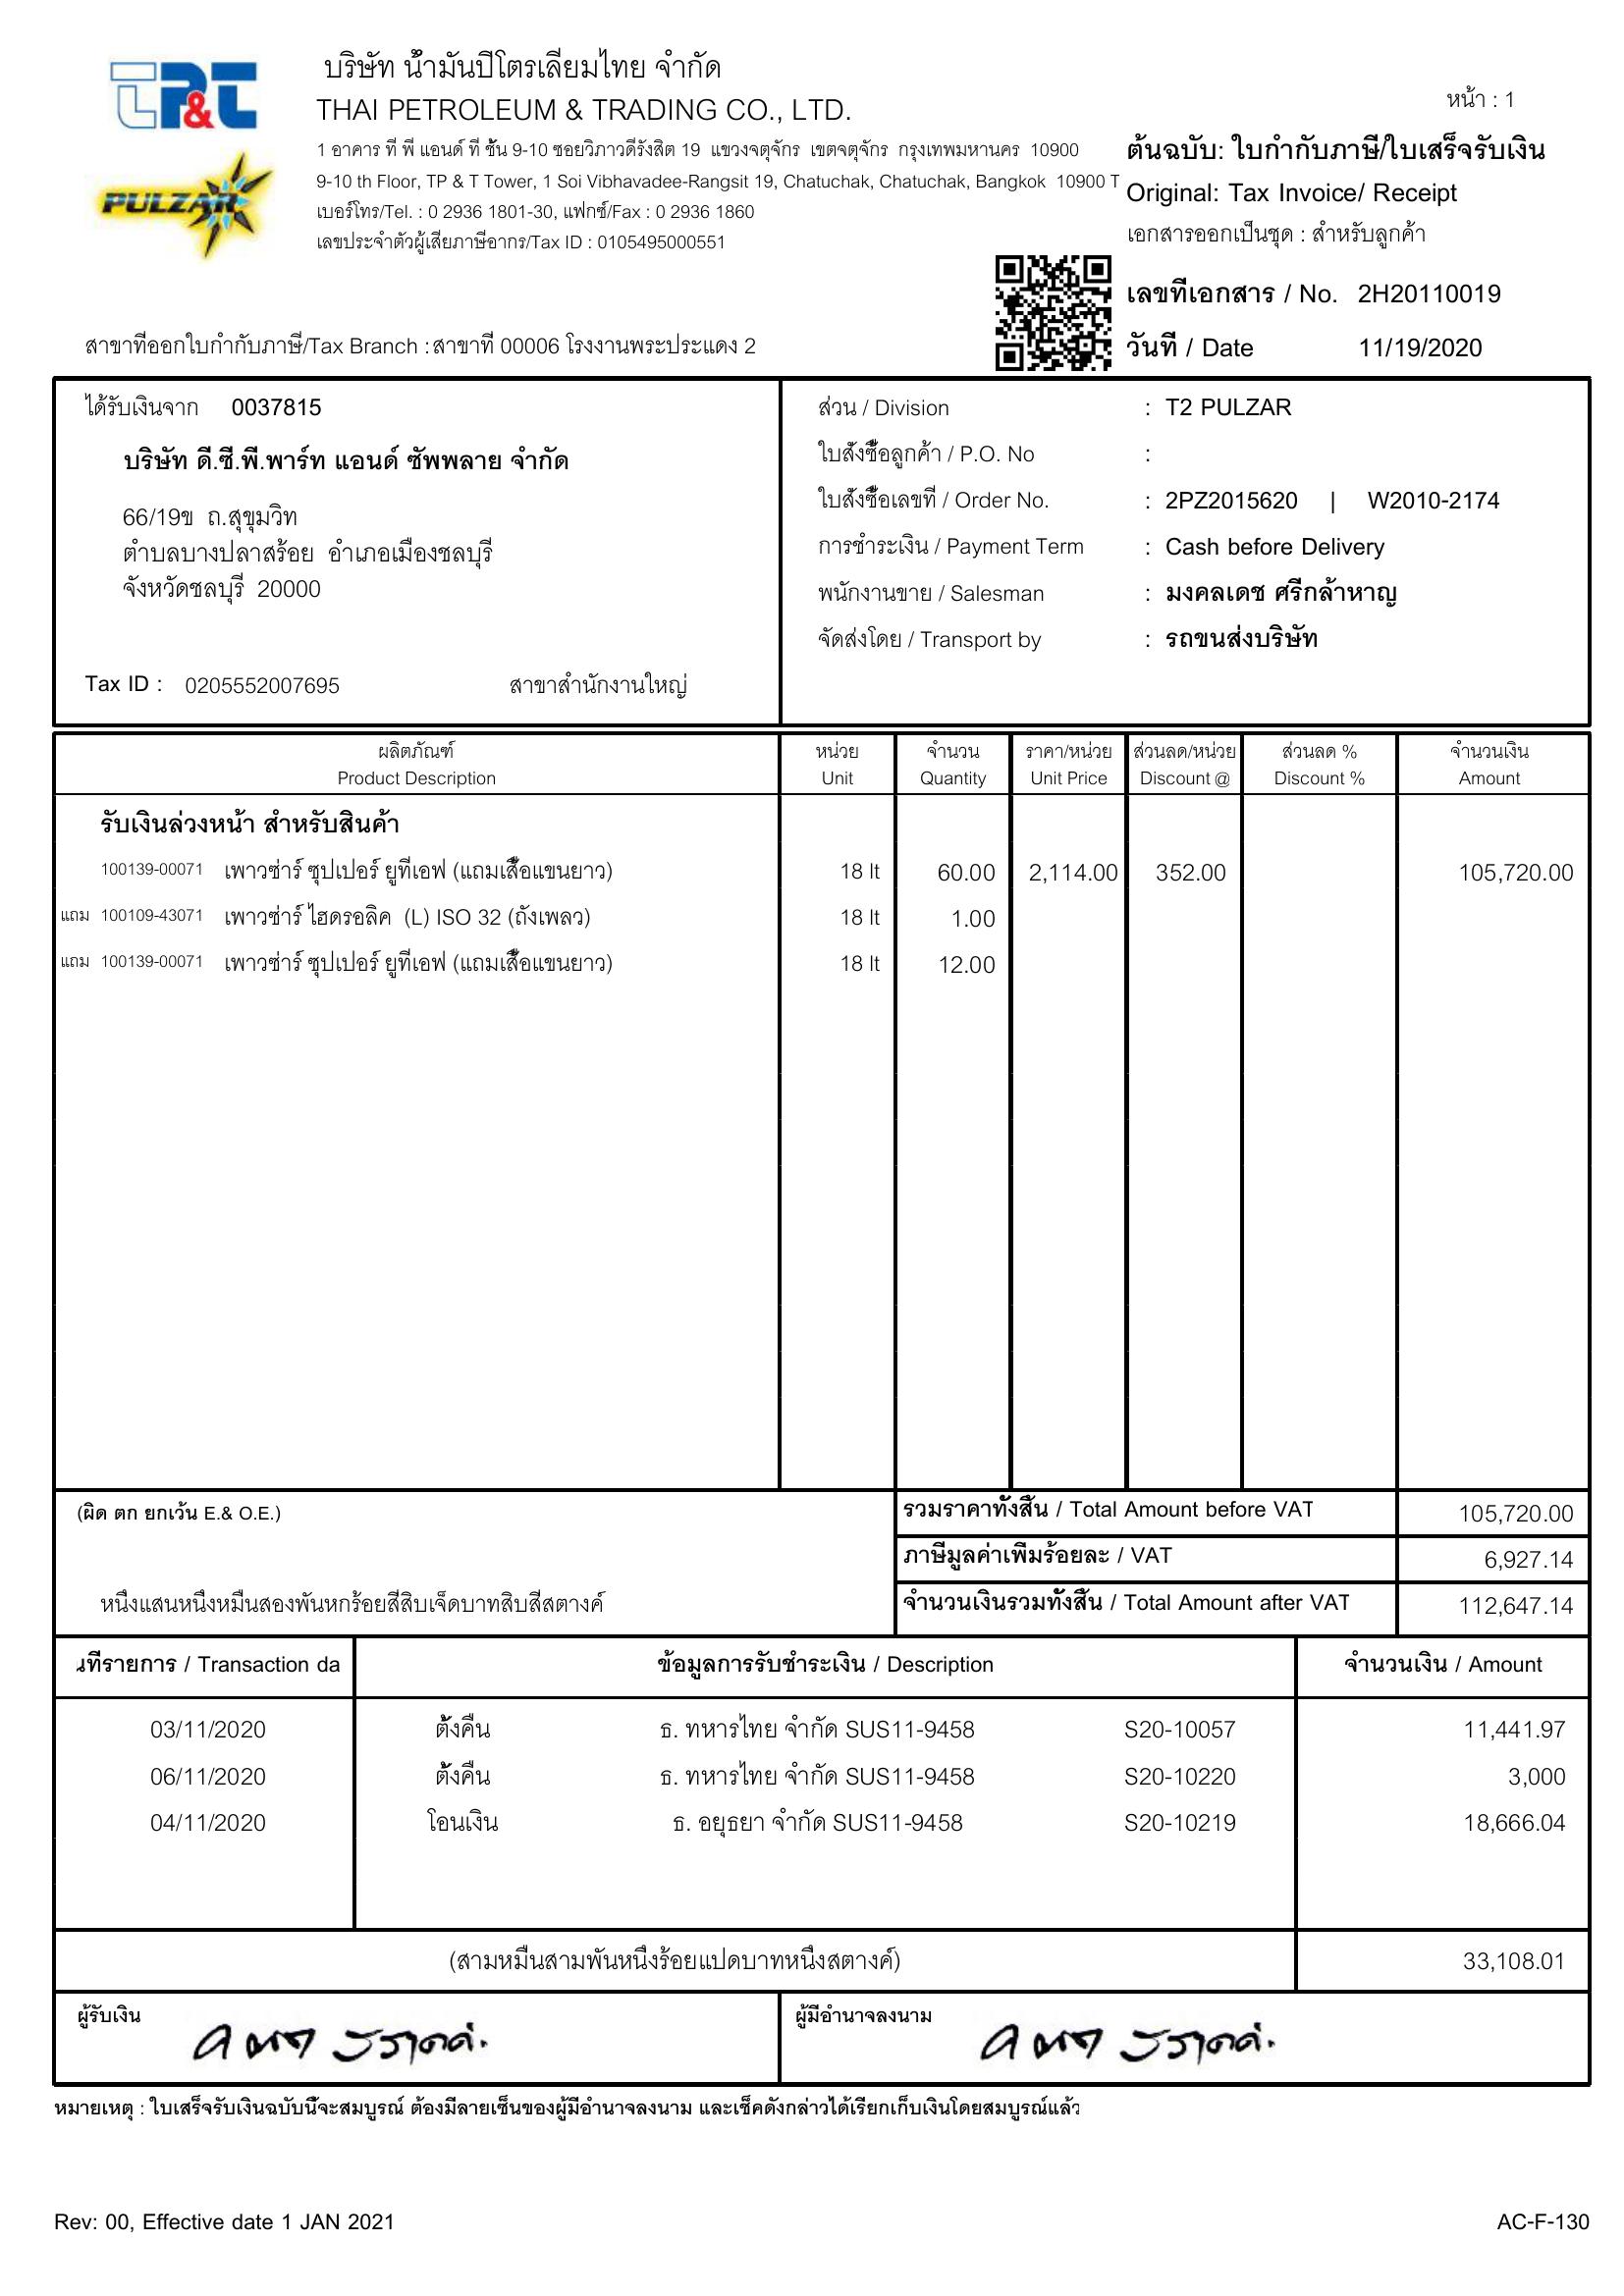 TP&T
บริษัท น้ำมันปิโตรเลียมไทย จำกัด
THAI PETROLEUM & TRADING CO., LTD.
หน้า : 1
1 อาคาร ที พี แอนด์ ที ชั้น 9-10 ซอยวิภาวดีรังสิต 19 แขวงจตุจักร เขตจตุจักร กรุงเทพมหานคร 10900
ต้นฉบับ: ใบกำกับภาษี/ใบเสร็จรับเงิน
9-10 th Floor, TP & T Tower, 1 Soi Vibhavadee-Rangsit 19, Chatuchak, Chatuchak, Bangkok 10900 T
Original: Tax Invoice/ Receipt
PULZAR
เบอร์โทร/Tel. : 0 2936 1801-30, แฟกซ์/Fax : 0 2936 1860
เอกสารออกเป็นชุด : สำหรับลูกค้า
เลขประจำตัวผู้เสียภาษีอากร/Tax ID : 0105495000551
เลขที่เอกสาร / No. 2H20110019
สาขาที่ออกใบกำกับภาษี/Tax Branch : สาขาที่ 00006 โรงงานพระประแดง 2
วันที่ / Date 11/19/2020
ได้รับเงินจาก 0037815
บริษัท ดี.ซี.พี.พาร์ท แอนด์ ซัพพลาย จำกัด
66/19ข ถ.สุขุมวิท
ตำบลบางปลาสร้อย อำเภอเมืองชลบุรี
จังหวัดชลบุรี 20000
Tax ID : 0205552007695 สาขาสำนักงานใหญ่
ส่วน / Division : T2 PULZAR
ใบสั่งซื้อลูกค้า / P.O. No :
ใบสั่งซื้อเลขที่ / Order No. : 2PZ2015620 | W2010-2174
การชำระเงิน / Payment Term : Cash before Delivery
พนักงานขาย / Salesman : มงคลเดช ศรีกล้าหาญ
จัดส่งโดย / Transport by : รถขนส่งบริษัท
ผลิตภัณฑ์ หน่วย จำนวน ราคา/หน่วย ส่วนลด/หน่วย ส่วนลด % จำนวนเงิน
Product Description Unit Quantity Unit Price Discount @ Discount % Amount
รับเงินล่วงหน้า สำหรับสินค้า
100139-00071 เพาวซ่าร์ ซุปเปอร์ ยูทีเอฟ (แถมเสื้อแขนยาว) 18 lt 60.00 2,114.00 352.00 105,720.00
แถม 100109-43071 เพาวซ่าร์ ไฮดรอลิค (L) ISO 32 (ถังเพลว) 18 lt 1.00
แถม 100139-00071 เพาวซ่าร์ ซุปเปอร์ ยูทีเอฟ (แถมเสื้อแขนยาว) 18 lt 12.00
(ผิด ตก ยกเว้น E.& O.E.)
รวมราคาทั้งสิ้น / Total Amount before VAT 105,720.00
ภาษีมูลค่าเพิ่มร้อยละ / VAT 6,927.14
หนึ่งแสนหนึ่งหมื่นสองพันหกร้อยสี่สิบเจ็ดบาทสิบสี่สตางค์
จำนวนเงินรวมทั้งสิ้น / Total Amount after VAT 112,647.14
นที่รายการ / Transaction da ข้อมูลการรับชำระเงิน / Description จำนวนเงิน / Amount
03/11/2020 ตั้งคืน ธ. ทหารไทย จำกัด SUS11-9458 S20-10057 11,441.97
06/11/2020 ตั้งคืน ธ. ทหารไทย จำกัด SUS11-9458 S20-10220 3,000
04/11/2020 โอนเงิน ธ. อยุธยา จำกัด SUS11-9458 S20-10219 18,666.04
(สามหมื่นสามพันหนึ่งร้อยแปดบาทหนึ่งสตางค์) 33,108.01
ผู้รับเงิน
ผู้มีอำนาจลงนาม
หมายเหตุ : ใบเสร็จรับเงินฉบับนี้จะสมบูรณ์ ต้องมีลายเซ็นของผู้มีอำนาจลงนาม และเช็คดังกล่าวได้เรียกเก็บเงินโดยสมบูรณ์แล้ว
Rev: 00, Effective date 1 JAN 2021
AC-F-130